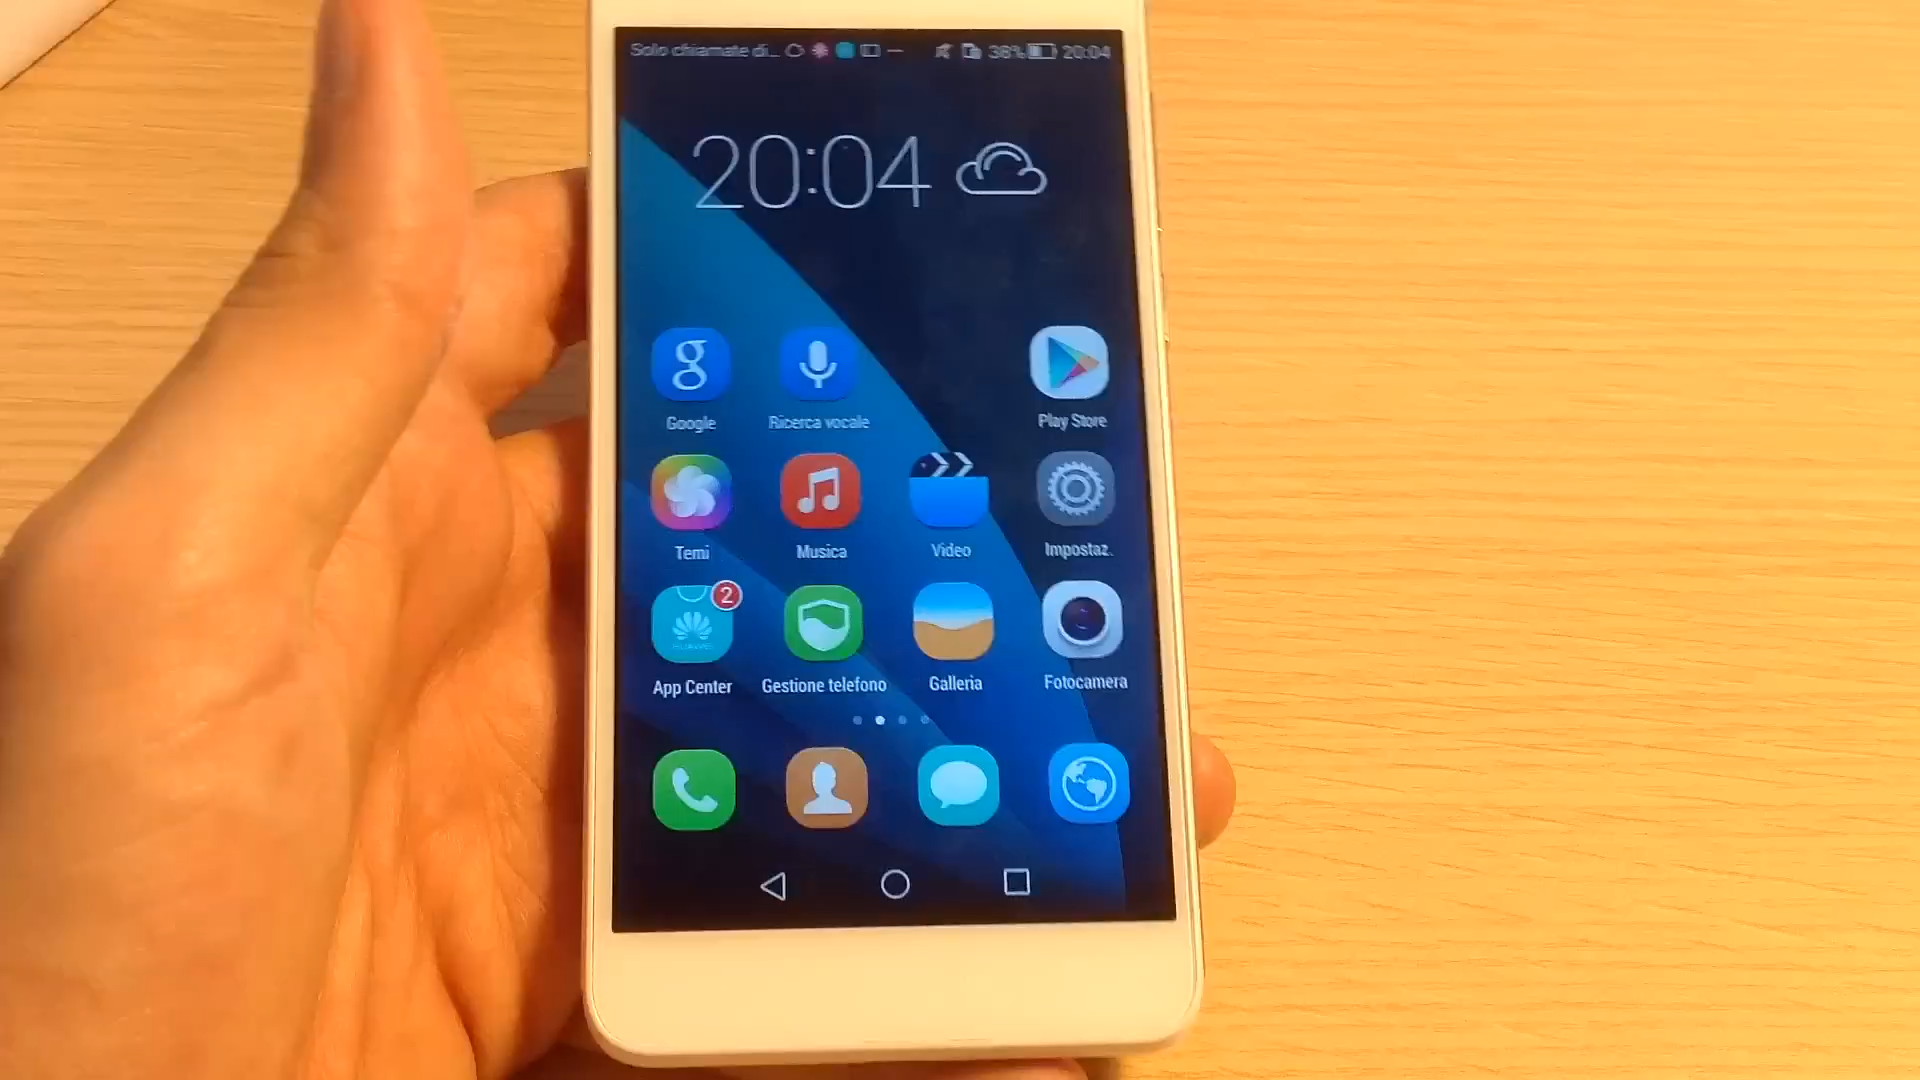 Solo chiamate di... 38% 20:04
20:04
Google Ricerca vocale Play Store
Temi Musica Video Impostaz.
2
HUAWEI
App Center Gestione telefono Galleria Fotocamera